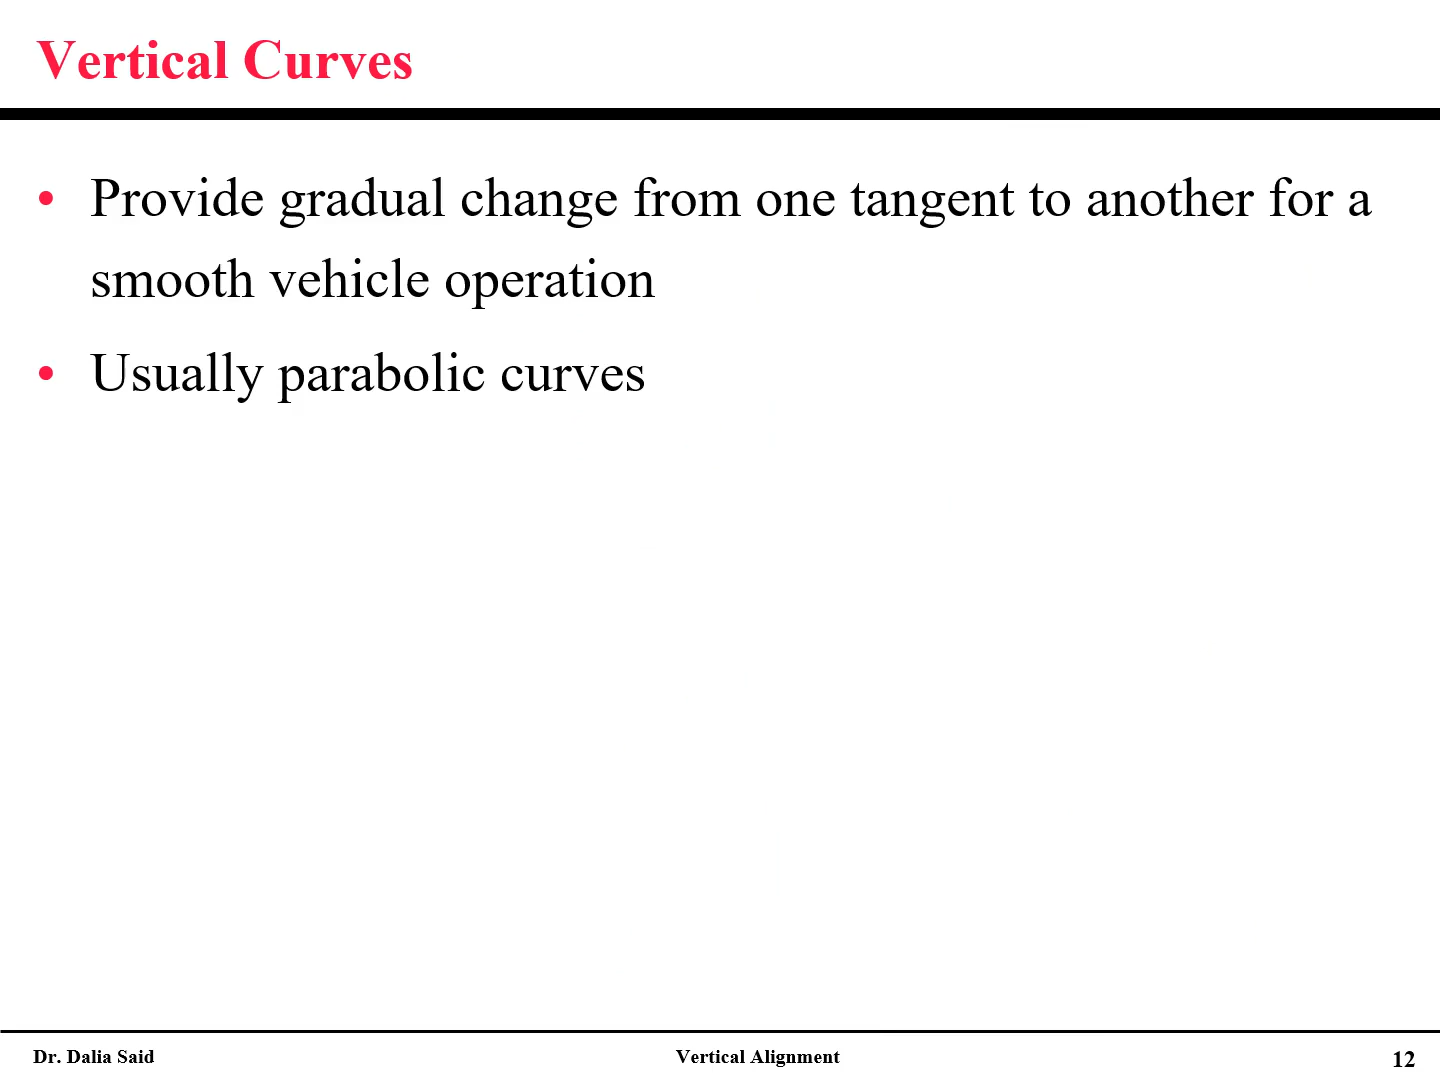 Vertical Curves
• Provide gradual change from one tangent to another for a
smooth vehicle operation
• Usually parabolic curves
Dr. Dalia Said
Vertical Alignment
12